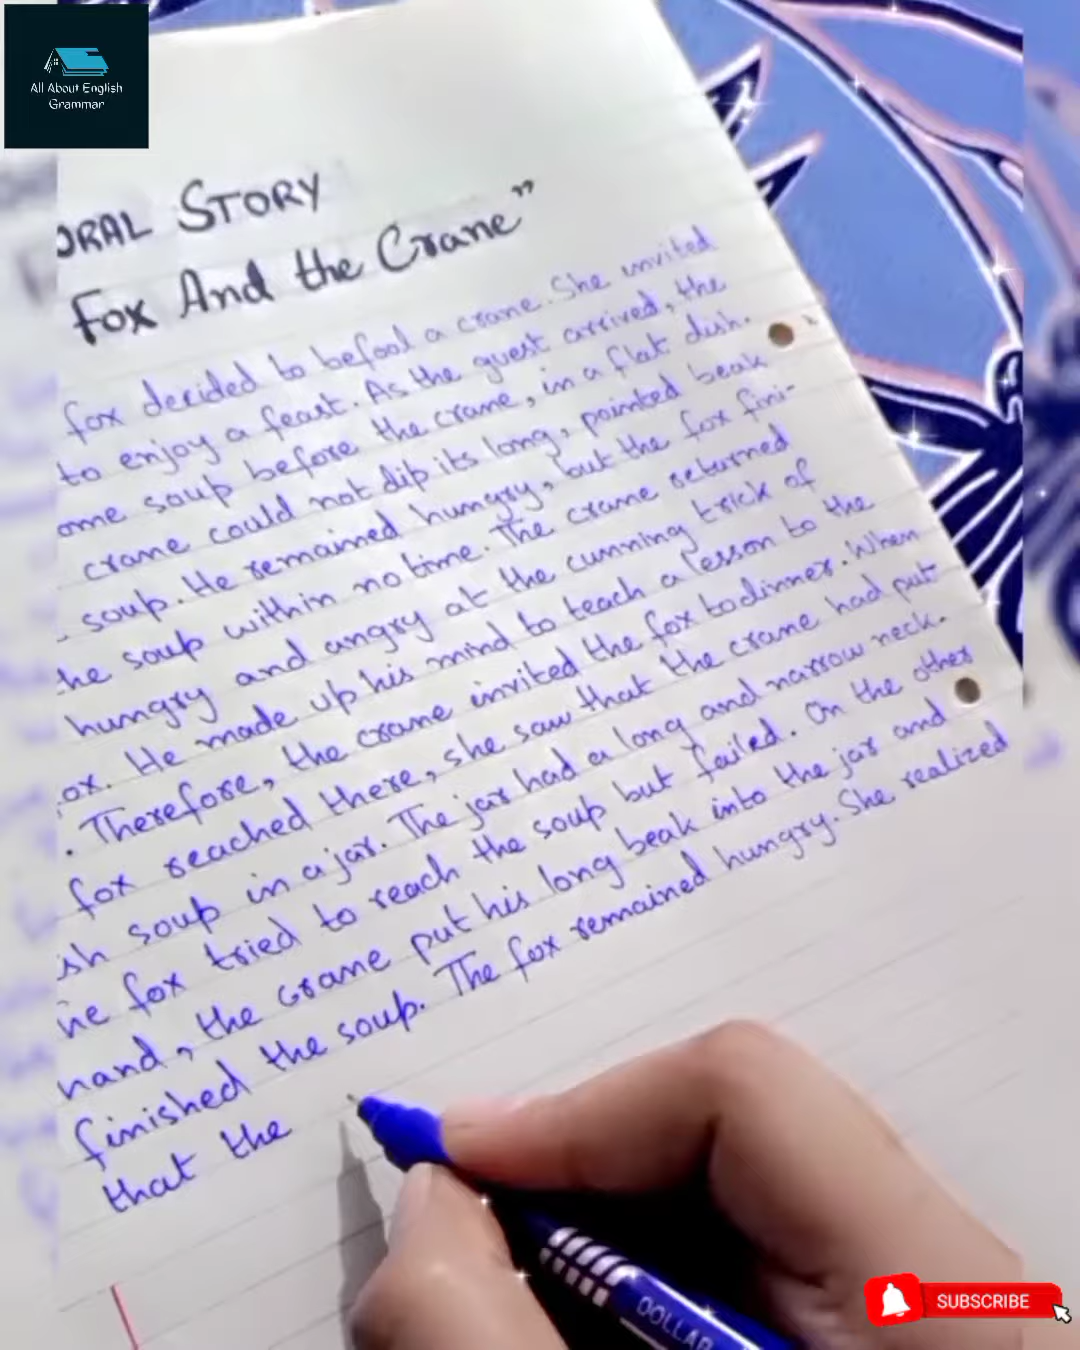 All About English
Grammar
ORAL STORY
Fox And the Crane"
fox decided to befool a crane. She invited
to enjoy a feast. As the guest arrived, the
ome soup before the crane, in a flat dish.
crane could not dip its long, pointed beak
soup. He remained hungry, but the fox fini-
he soup within no time. The crane returned
hungry and angry at the cunning trick of
ox. He made up his mind to teach a lesson to the
. Therefore, the crane invited the fox to dinner. When
fox reached there, she saw that the crane had put
sh soup in a jar. The jar had a long and narrow neck.
he fox tried to reach the soup but failed. On the other
hand, the crane put his long beak into the jar and
finished the soup. The fox remained hungry. She realized
that the
DOLLAR
SUBSCRIBE